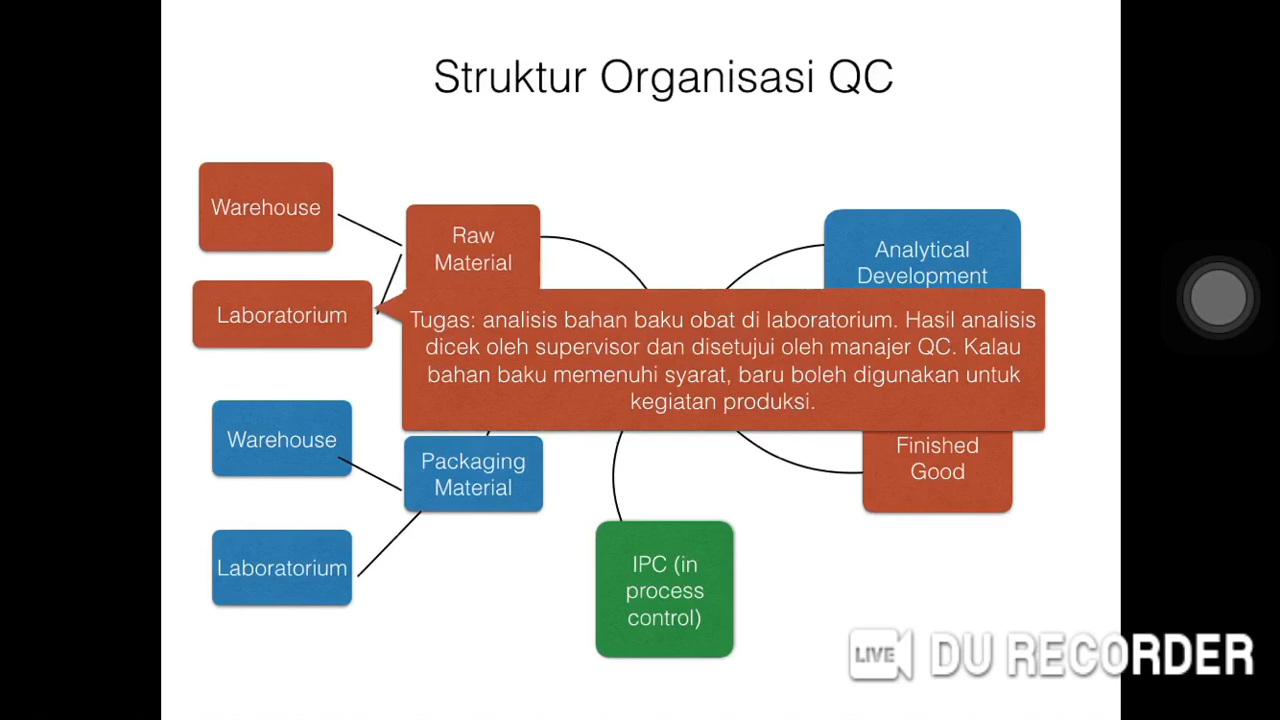 Struktur Organisasi QC
Warehouse
Raw
Material
Laboratorium
Analytical
Development
Tugas: analisis bahan baku obat di laboratorium. Hasil analisis
dicek oleh supervisor dan disetujui oleh manajer QC. Kalau
bahan baku memenuhi syarat, baru boleh digunakan untuk
kegiatan produksi.
Warehouse
Packaging
Material
Laboratorium
Finished
Good
IPC (in
process
control)
LIVE DU RECORDER